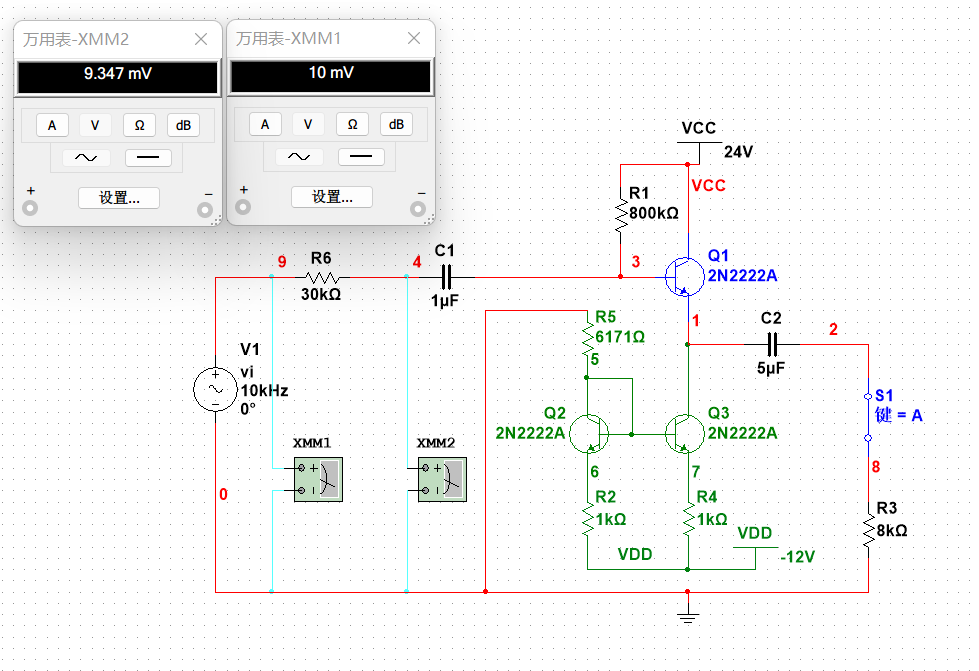 万用表-XMM2
9.347 mV
A V Ω dB
+ −
设置...
万用表-XMM1
10 mV
A V Ω dB
+ −
设置...
VCC
24V
VCC
R1
800kΩ
3
Q1
2N2222A
1
9
R6
30kΩ
4
C1
1µF
C2
5µF
2
V1
vi
10kHz
0°
0
XMM1
XMM2
R5
6171Ω
5
Q2
2N2222A
Q3
2N2222A
6
7
R2
1kΩ
R4
1kΩ
VDD
VDD
-12V
S1
键 = A
8
R3
8kΩ